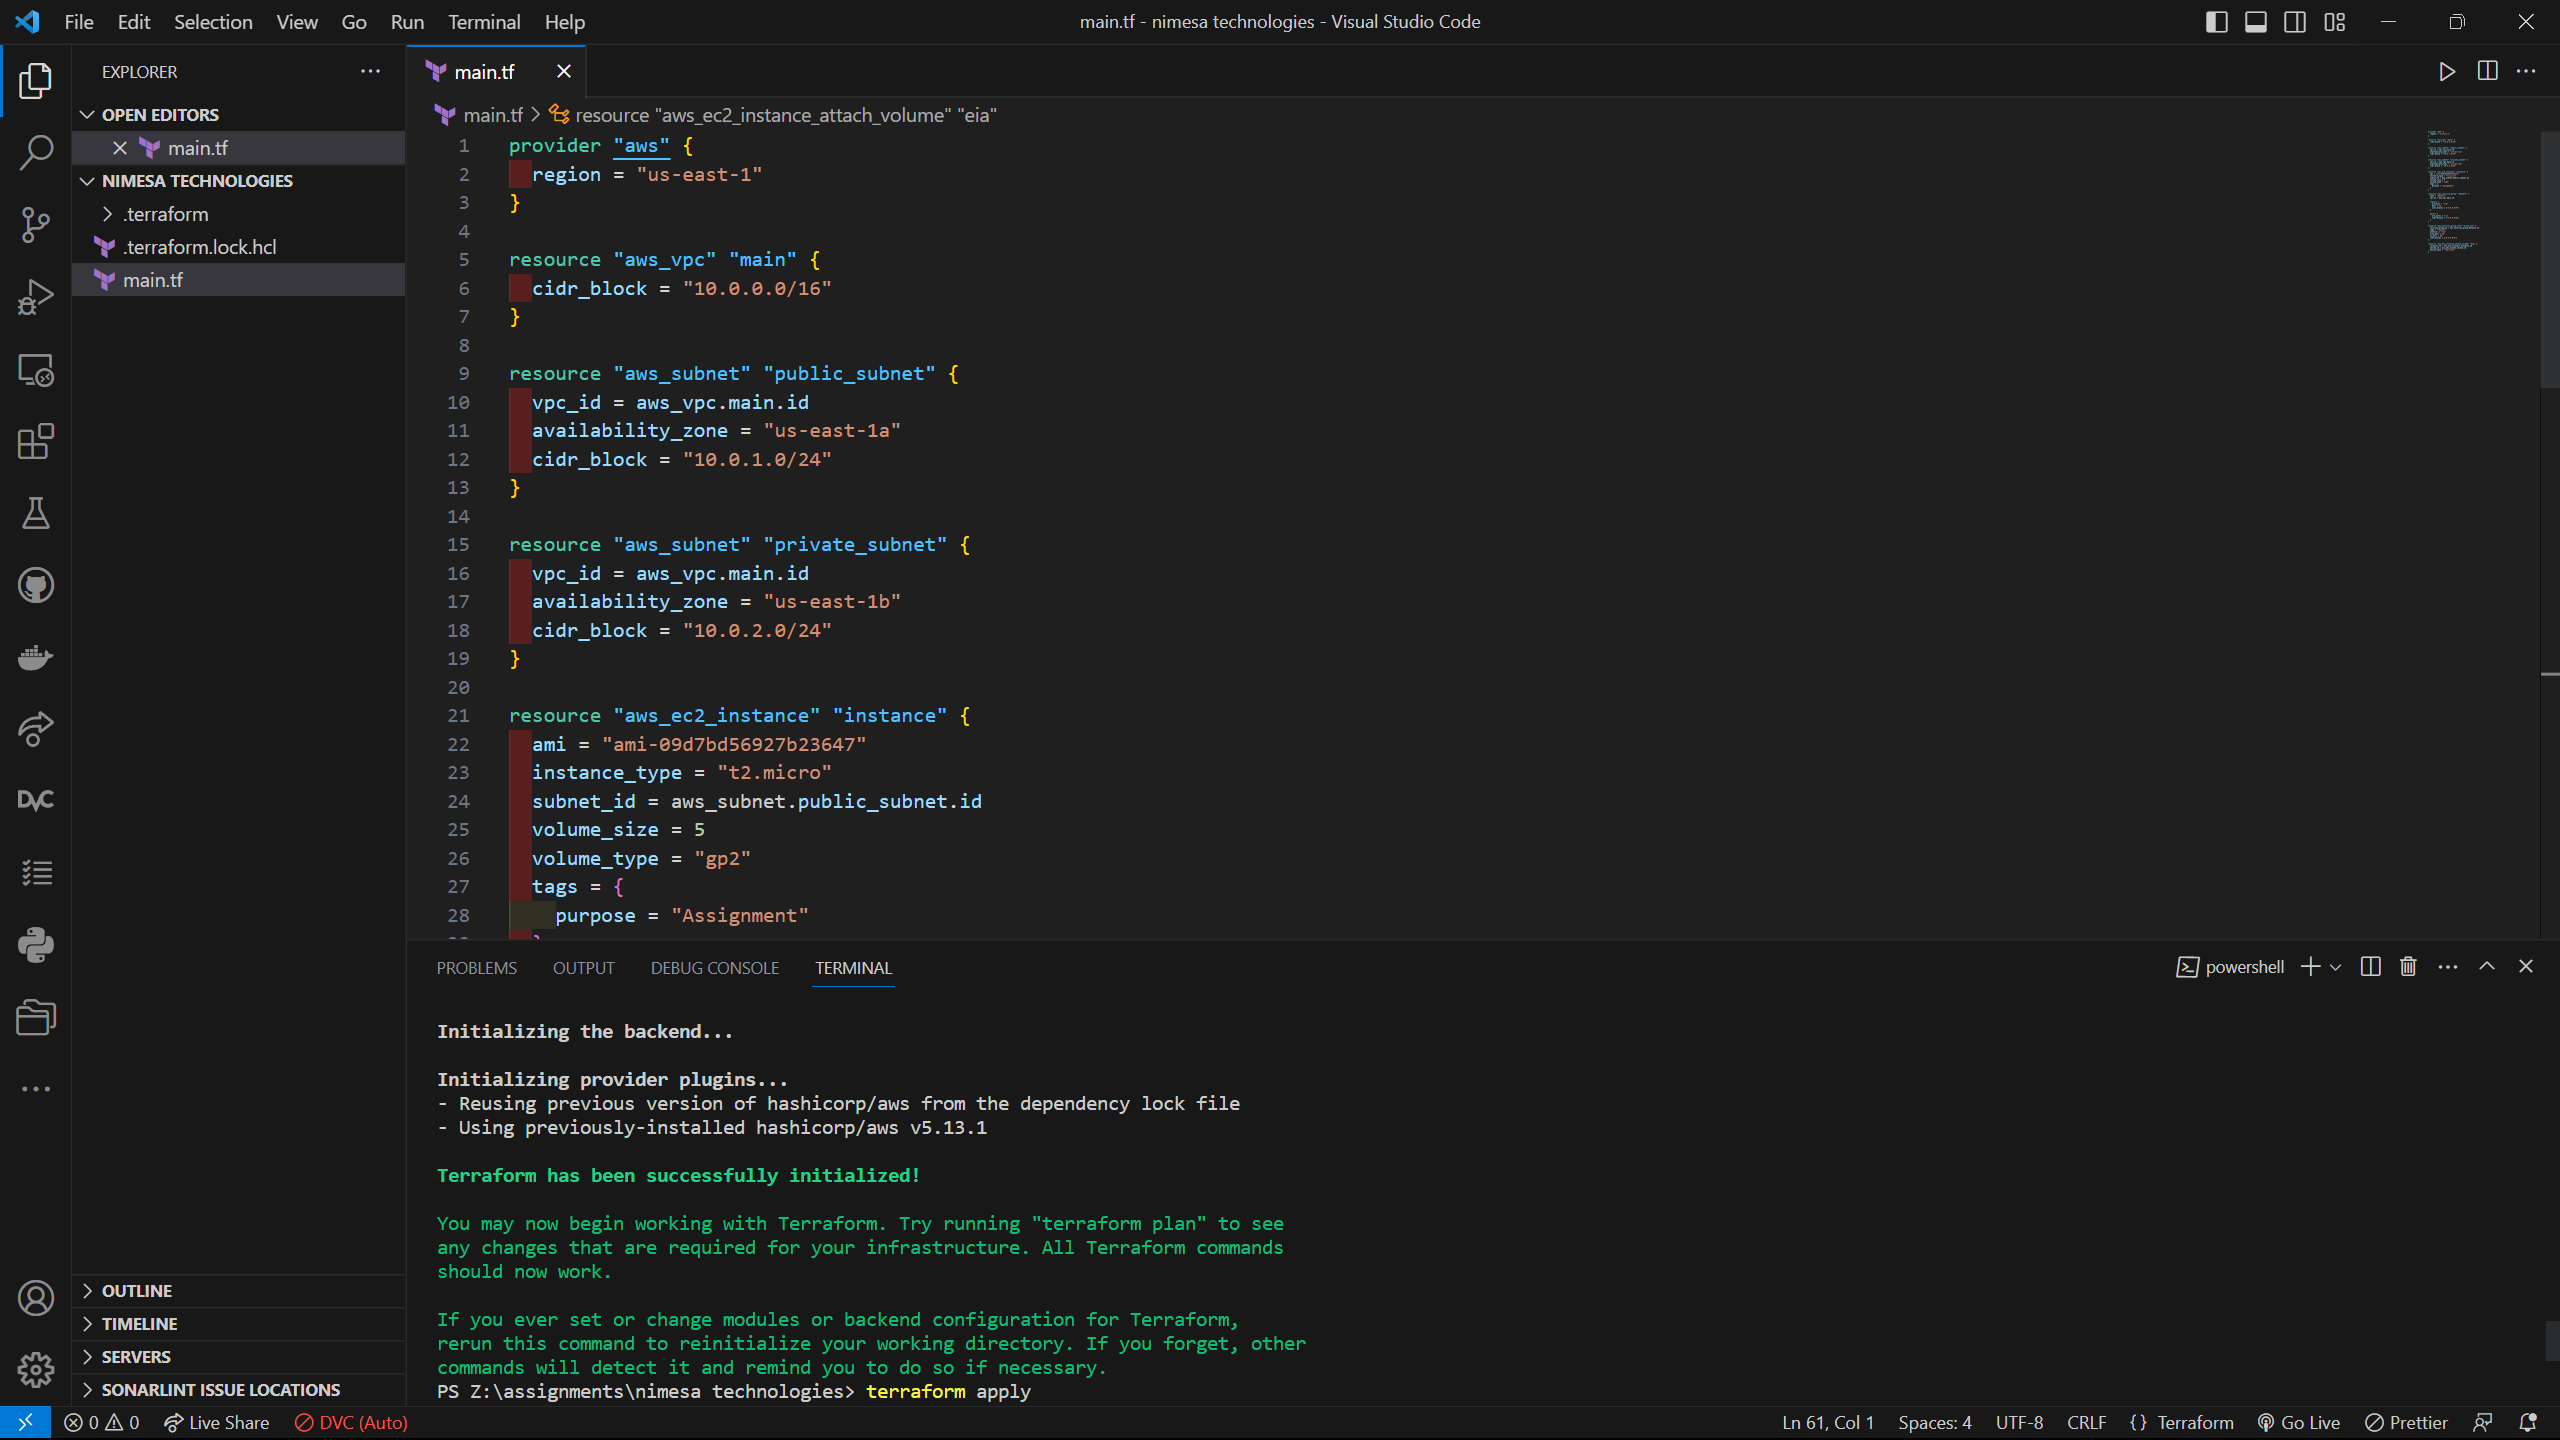 File Edit Selection View Go Run Terminal Help
main.tf - nimesa technologies - Visual Studio Code
EXPLORER
OPEN EDITORS
main.tf
NIMESA TECHNOLOGIES
.terraform
.terraform.lock.hcl
main.tf
OUTLINE
TIMELINE
SERVERS
SONARLINT ISSUE LOCATIONS
DVC
main.tf
main.tf > resource "aws_ec2_instance_attach_volume" "eia"
1 provider "aws" {
2 region = "us-east-1"
3 }
4
5 resource "aws_vpc" "main" {
6 cidr_block = "10.0.0.0/16"
7 }
8
9 resource "aws_subnet" "public_subnet" {
10 vpc_id = aws_vpc.main.id
11 availability_zone = "us-east-1a"
12 cidr_block = "10.0.1.0/24"
13 }
14
15 resource "aws_subnet" "private_subnet" {
16 vpc_id = aws_vpc.main.id
17 availability_zone = "us-east-1b"
18 cidr_block = "10.0.2.0/24"
19 }
20
21 resource "aws_ec2_instance" "instance" {
22 ami = "ami-09d7bd56927b23647"
23 instance_type = "t2.micro"
24 subnet_id = aws_subnet.public_subnet.id
25 volume_size = 5
26 volume_type = "gp2"
27 tags = {
28 purpose = "Assignment"
PROBLEMS OUTPUT DEBUG CONSOLE TERMINAL
powershell
Initializing the backend...
Initializing provider plugins...
- Reusing previous version of hashicorp/aws from the dependency lock file
- Using previously-installed hashicorp/aws v5.13.1
Terraform has been successfully initialized!
You may now begin working with Terraform. Try running "terraform plan" to see
any changes that are required for your infrastructure. All Terraform commands
should now work.
If you ever set or change modules or backend configuration for Terraform,
rerun this command to reinitialize your working directory. If you forget, other
commands will detect it and remind you to do so if necessary.
PS Z:\assignments\nimesa technologies> terraform apply
0 0 Live Share DVC (Auto)
Ln 61, Col 1 Spaces: 4 UTF-8 CRLF {} Terraform Go Live Prettier